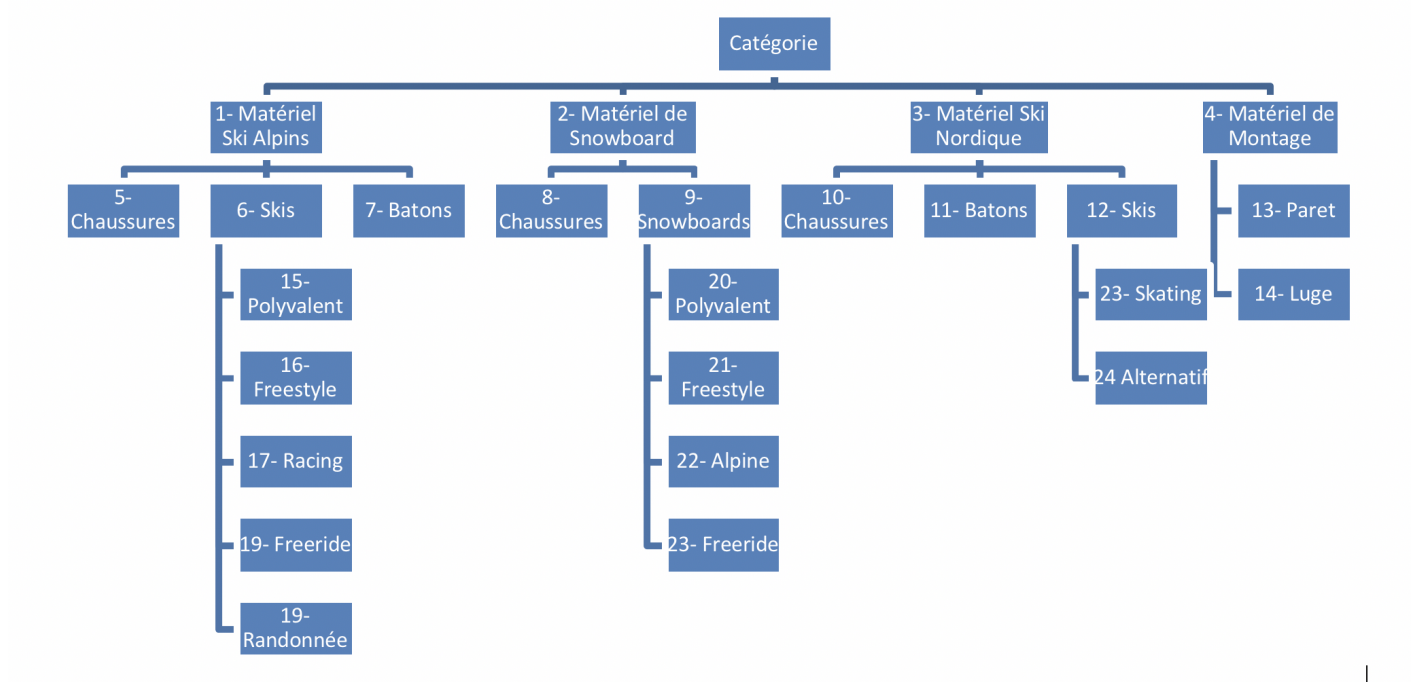 Catégorie
1- Matériel
Ski Alpins
2- Matériel de
Snowboard
3- Matériel Ski
Nordique
4- Matériel de
Montage
5-
Chaussures
6- Skis
7- Batons
8-
Chaussures
9-
Snowboards
10-
Chaussures
11- Batons
12- Skis
13- Paret
14- Luge
15-
Polyvalent
16-
Freestyle
17- Racing
19- Freeride
19-
Randonnée
20-
Polyvalent
21-
Freestyle
22- Alpine
23- Freeride
23- Skating
24 Alternatif